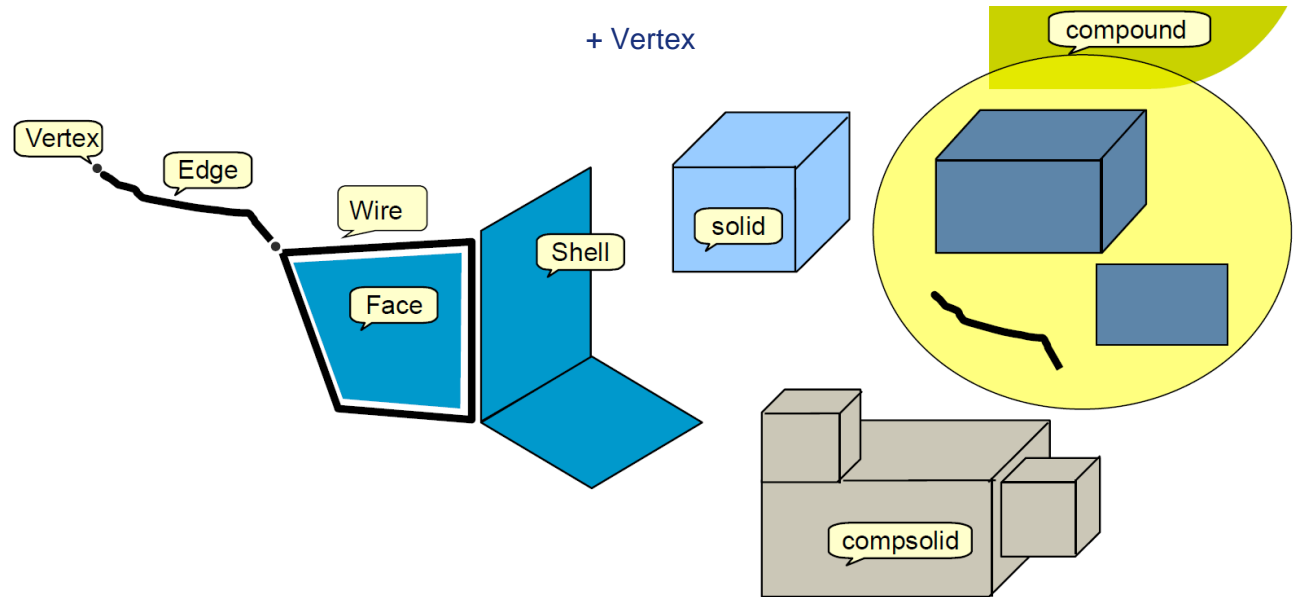 + Vertex
compound
Vertex
Edge
Wire
Shell
solid
Face
compsolid